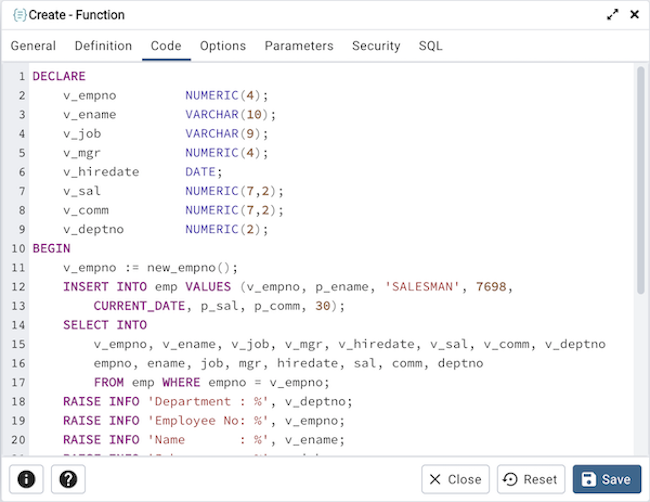 Create - Function
General Definition Code Options Parameters Security SQL
1 DECLARE
2     v_empno         NUMERIC(4);
3     v_ename         VARCHAR(10);
4     v_job           VARCHAR(9);
5     v_mgr           NUMERIC(4);
6     v_hiredate      DATE;
7     v_sal           NUMERIC(7,2);
8     v_comm          NUMERIC(7,2);
9     v_deptno        NUMERIC(2);
10 BEGIN
11     v_empno := new_empno();
12     INSERT INTO emp VALUES (v_empno, p_ename, 'SALESMAN', 7698,
13         CURRENT_DATE, p_sal, p_comm, 30);
14     SELECT INTO
15         v_empno, v_ename, v_job, v_mgr, v_hiredate, v_sal, v_comm, v_deptno
16         empno, ename, job, mgr, hiredate, sal, comm, deptno
17         FROM emp WHERE empno = v_empno;
18     RAISE INFO 'Department : %', v_deptno;
19     RAISE INFO 'Employee No: %', v_empno;
20     RAISE INFO 'Name       : %', v_ename;
Close Reset Save